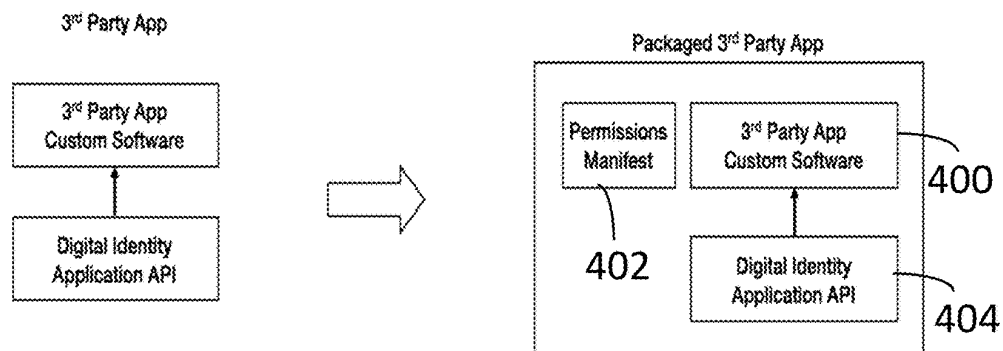 3rd Party App
3rd Party App
Custom Software
Digital Identity
Application API
Packaged 3rd Party App
Permissions
Manifest
402
3rd Party App
Custom Software
400
Digital Identity
Application API
404